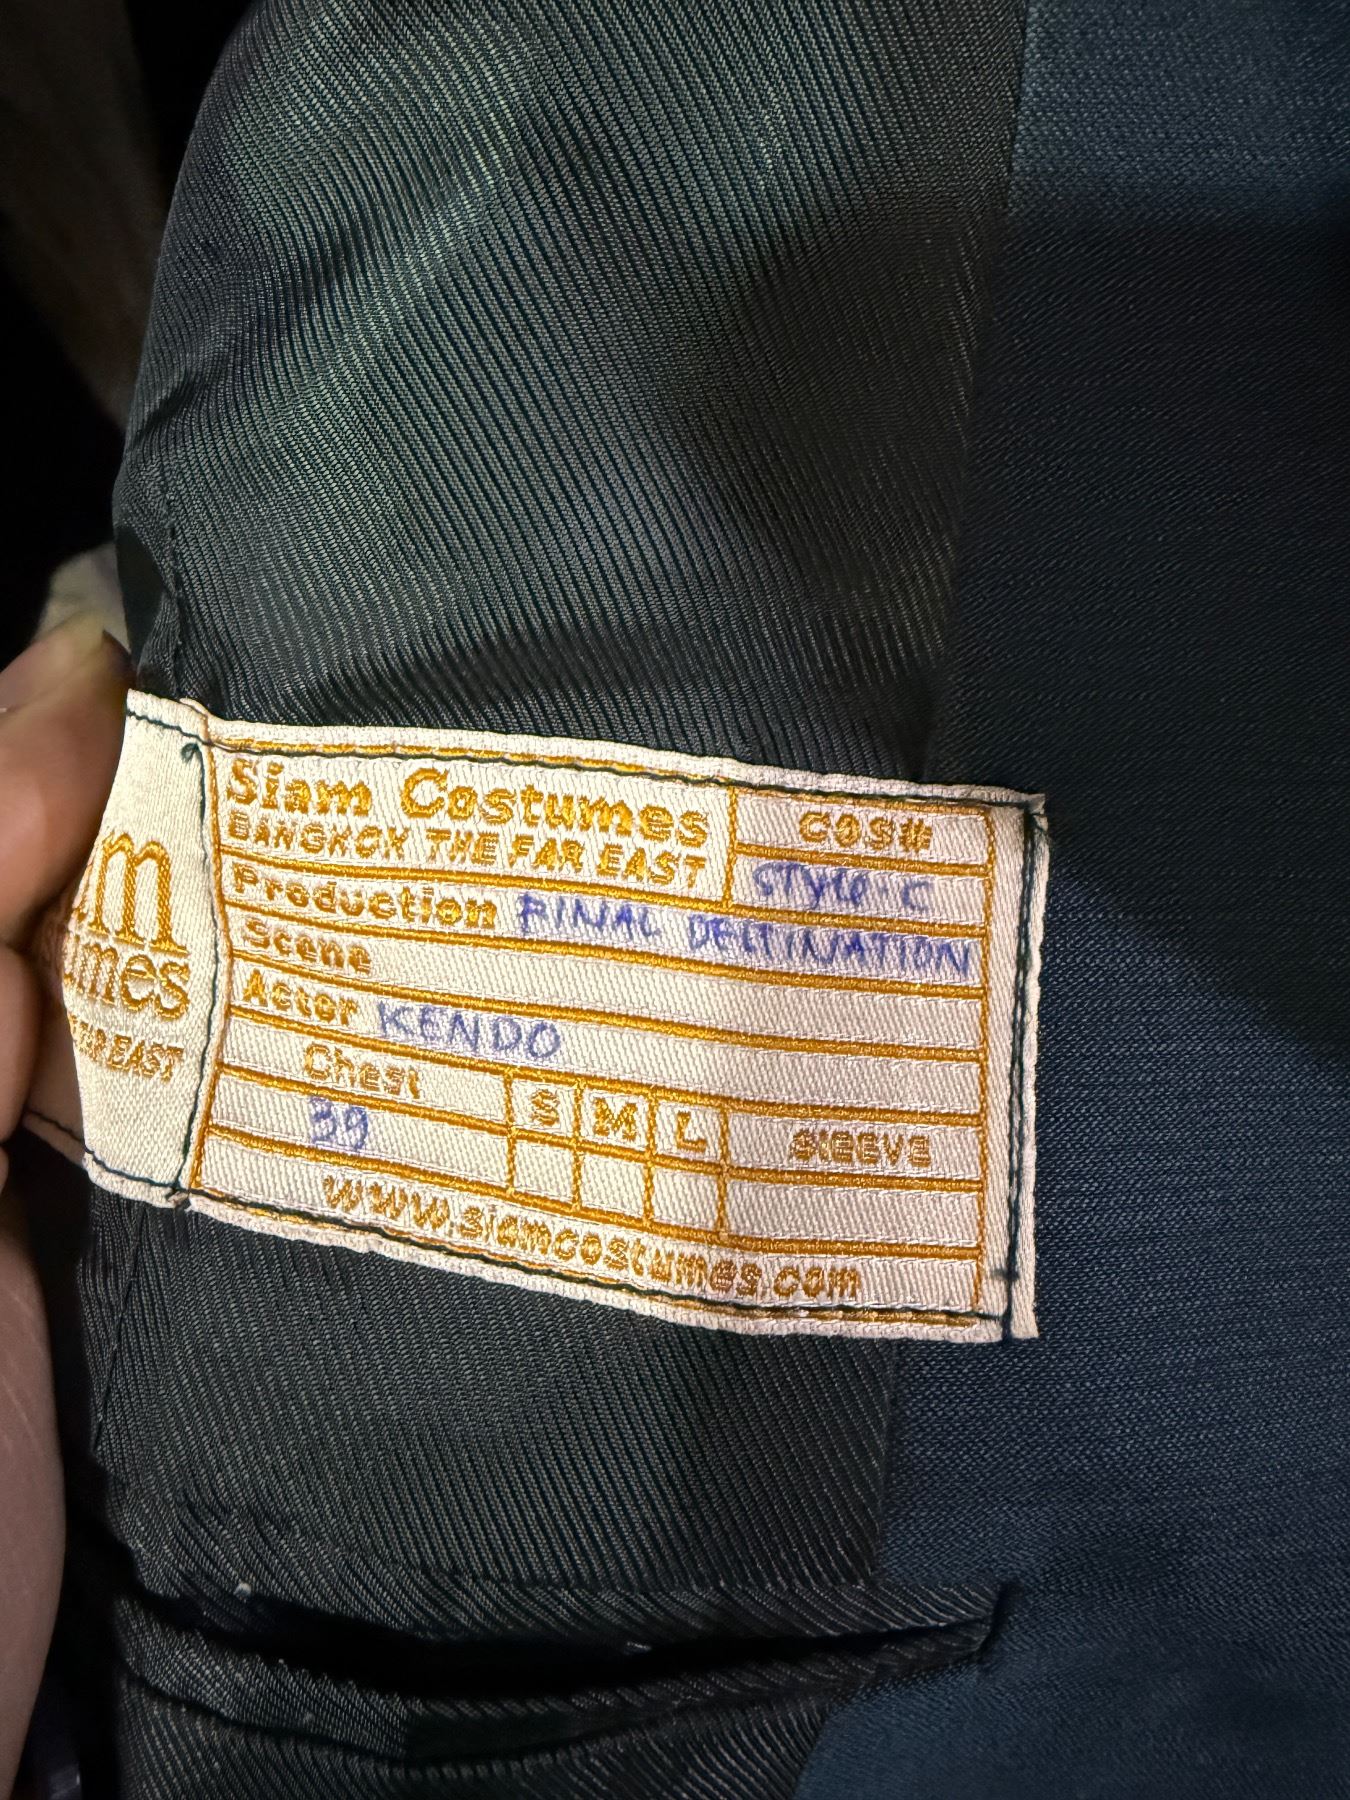 Siam Costumes
BANGKOK THE FAR EAST
COS#
STYLE-C
Production FINAL DESTINATION
Scene
Actor KENDO
Chest S M L SLEEVE
39
www.siamcostumes.com
am
umes
FAR EAST